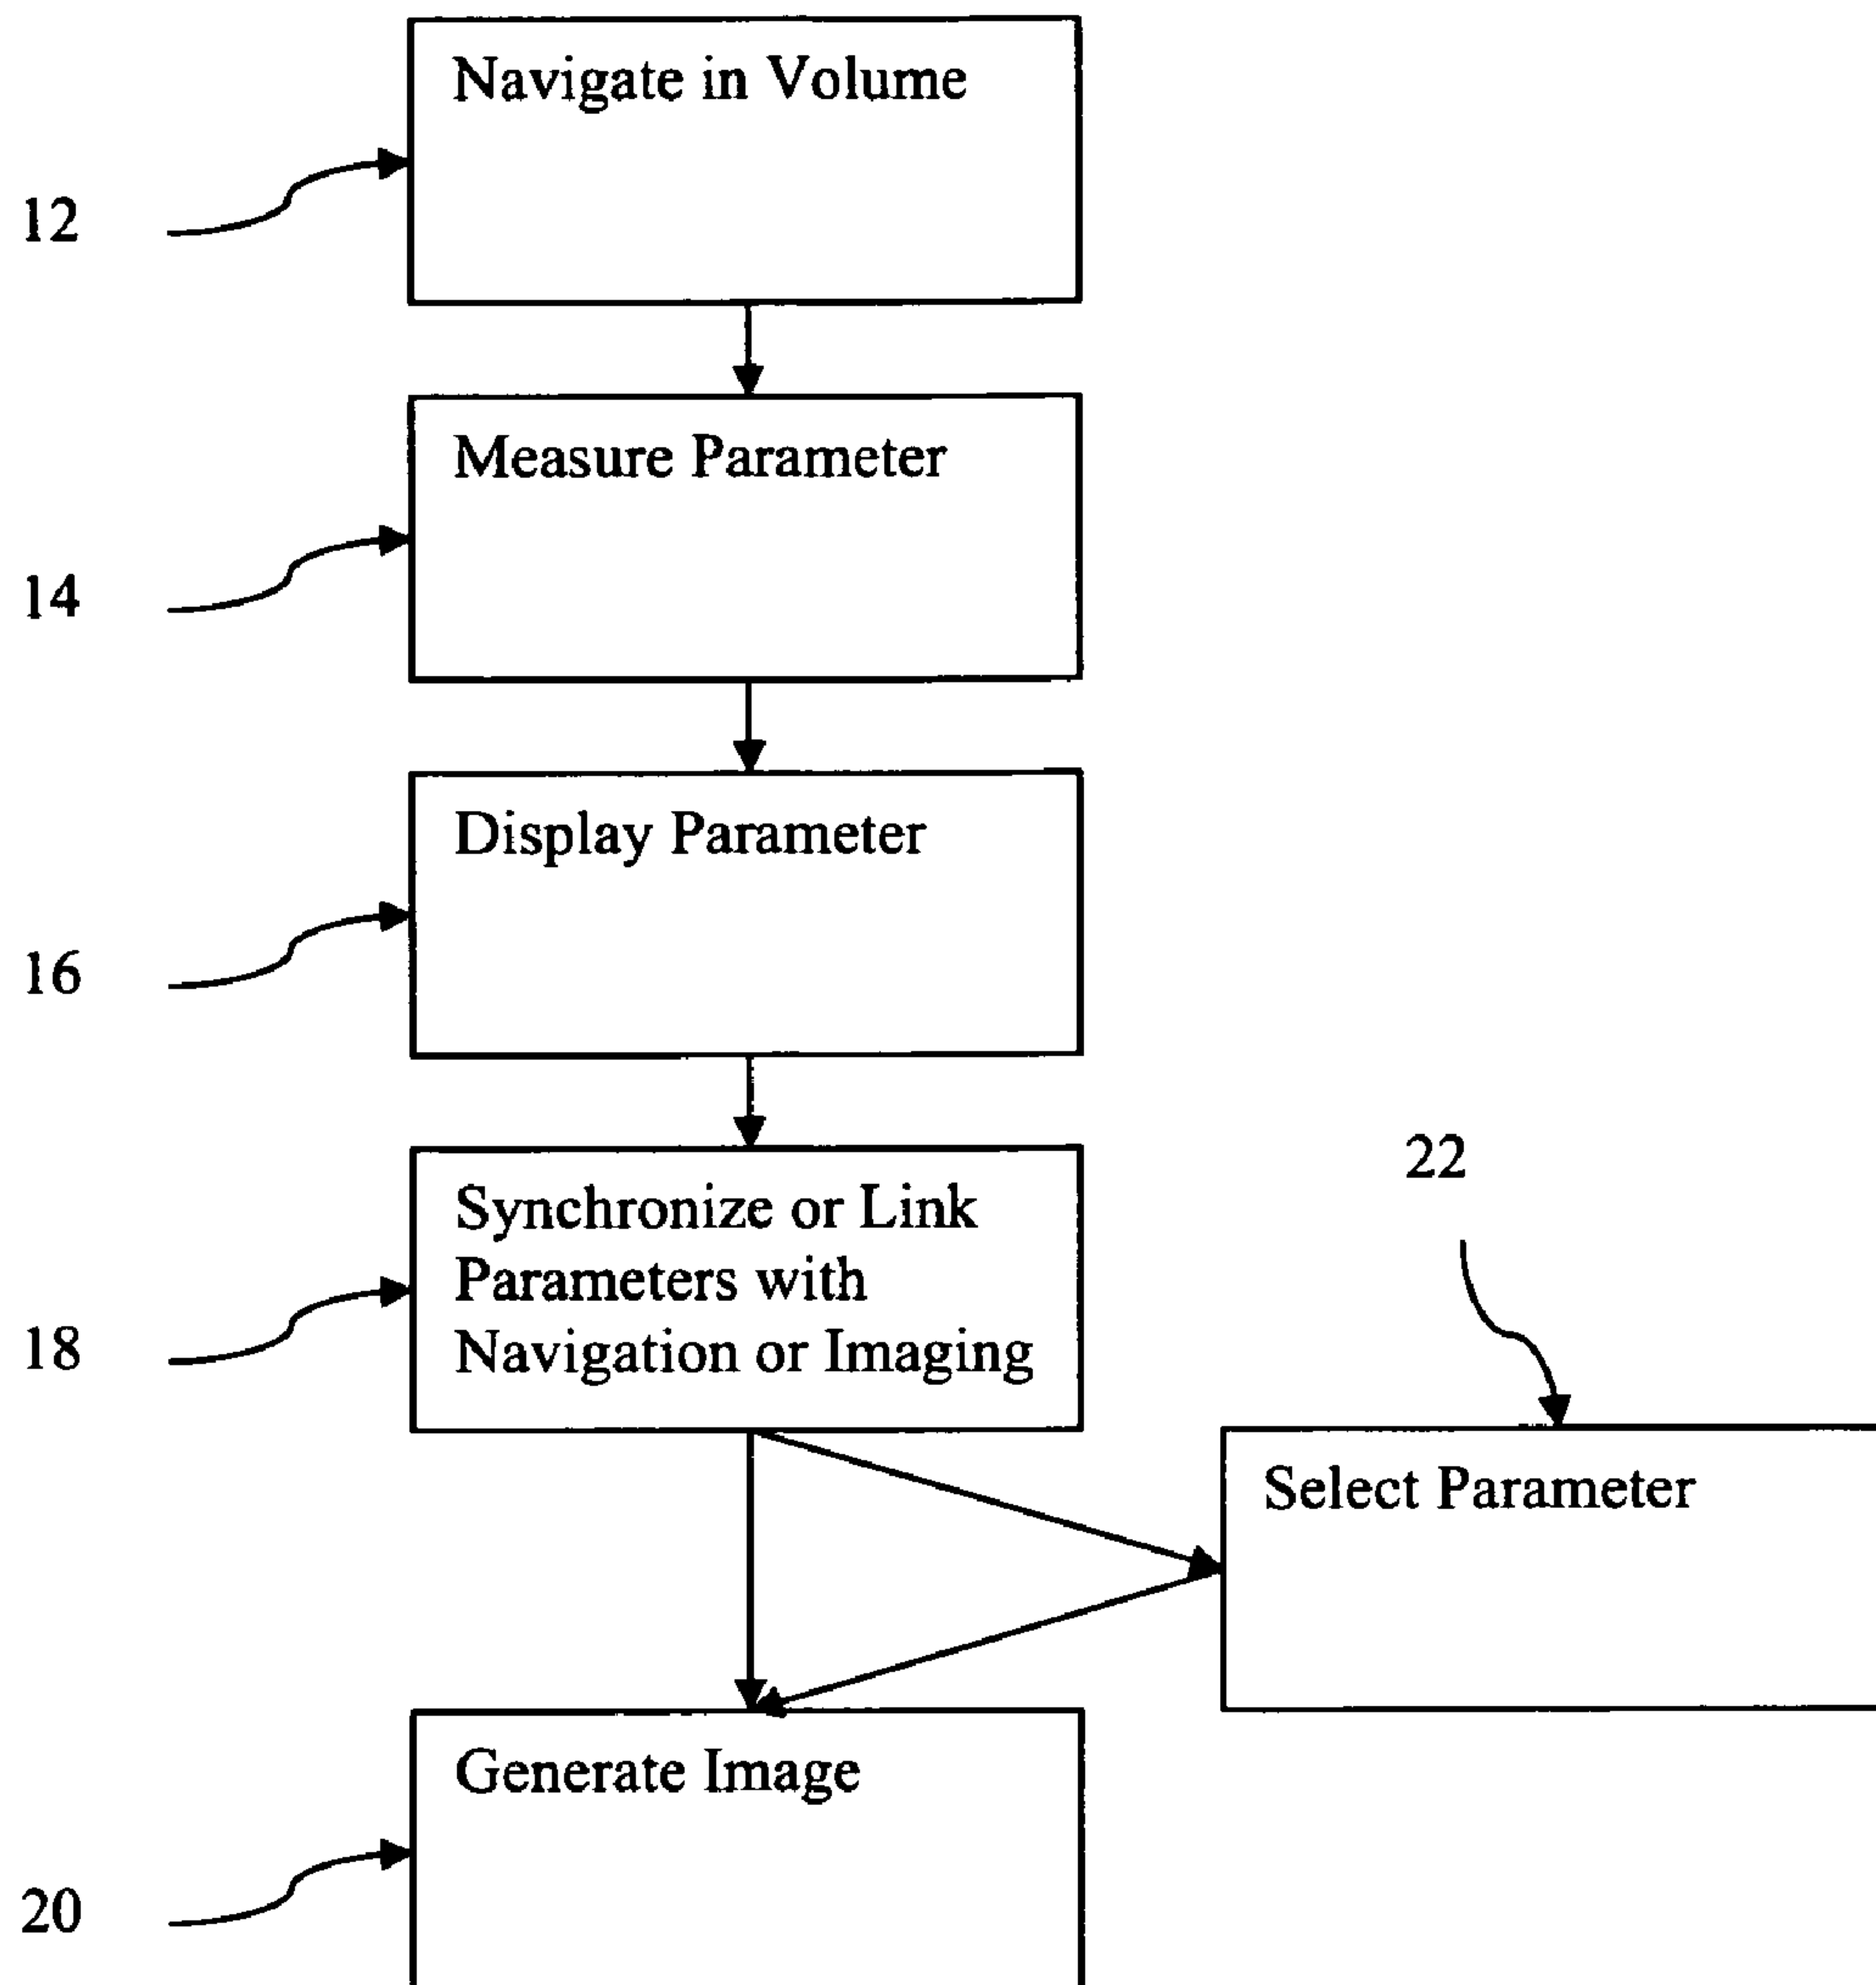 Navigate in Volume
12
Measure Parameter
14
Display Parameter
16
Synchronize or Link
Parameters with
Navigation or Imaging
18
22
Select Parameter
Generate Image
20